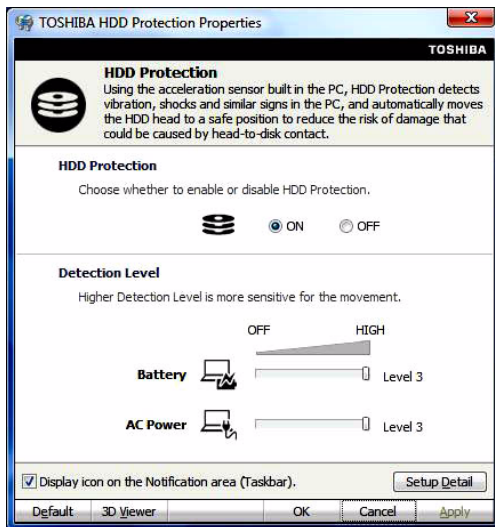 TOSHIBA HDD Protection Properties
TOSHIBA
HDD Protection
Using the acceleration sensor built in the PC, HDD Protection detects
vibration, shocks and similar signs in the PC, and automatically moves
the HDD head to a safe position to reduce the risk of damage that
could be caused by head-to-disk contact.
HDD Protection
Choose whether to enable or disable HDD Protection.
ON OFF
Detection Level
Higher Detection Level is more sensitive for the movement.
OFF HIGH
Battery Level 3
AC Power Level 3
Display icon on the Notification area (Taskbar). Setup Detail
Default 3D Viewer OK Cancel Apply